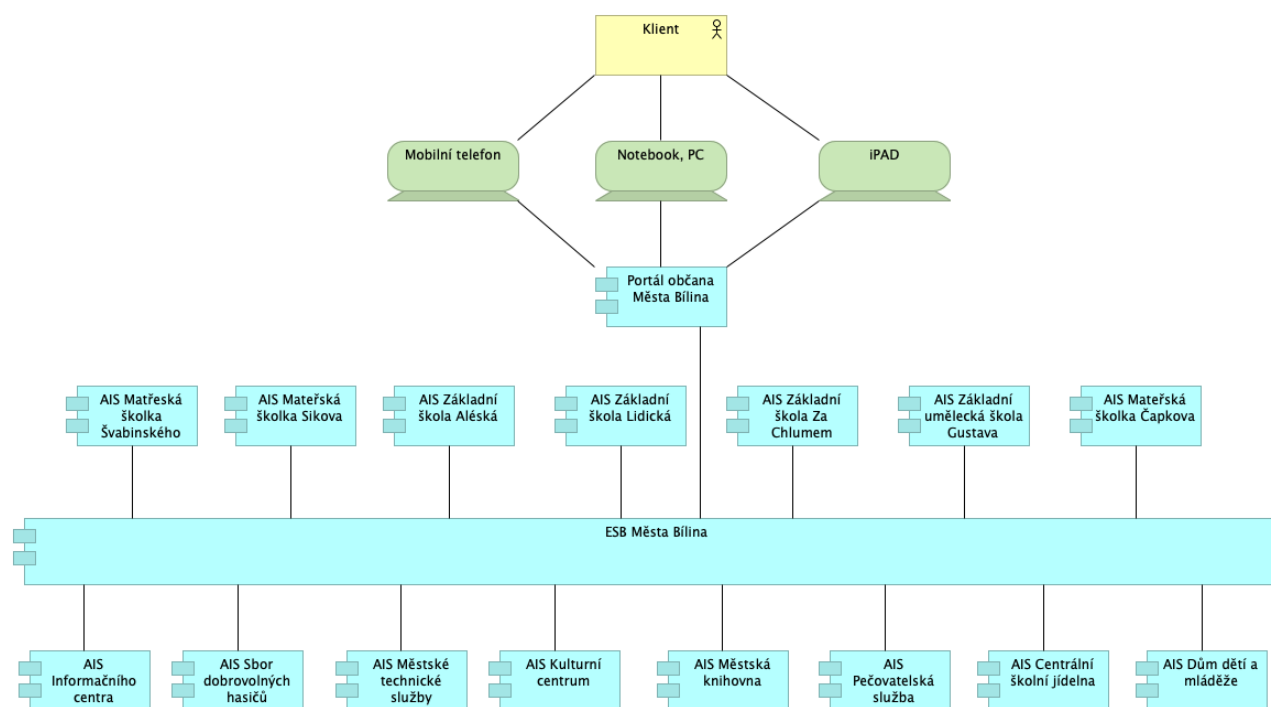 Klient
Mobilní telefon
Notebook, PC
iPAD
Portál občana
Města Bílina
AIS Matřeská
školka
Švabinského
AIS Mateřská
školka Sikova
AIS Základní
škola Aléská
AIS Základní
škola Lidická
AIS Základní
škola Za
Chlumem
AIS Základní
umělecká škola
Gustava
AIS Mateřská
školka Čapkova
ESB Města Bílina
AIS
Informačního
centra
AIS Sbor
dobrovolných
hasičů
AIS Městské
technické
služby
AIS Kulturní
centrum
AIS Městská
knihovna
AIS
Pečovatelská
služba
AIS Centrální
školní jídelna
AIS Dům dětí a
mláděže